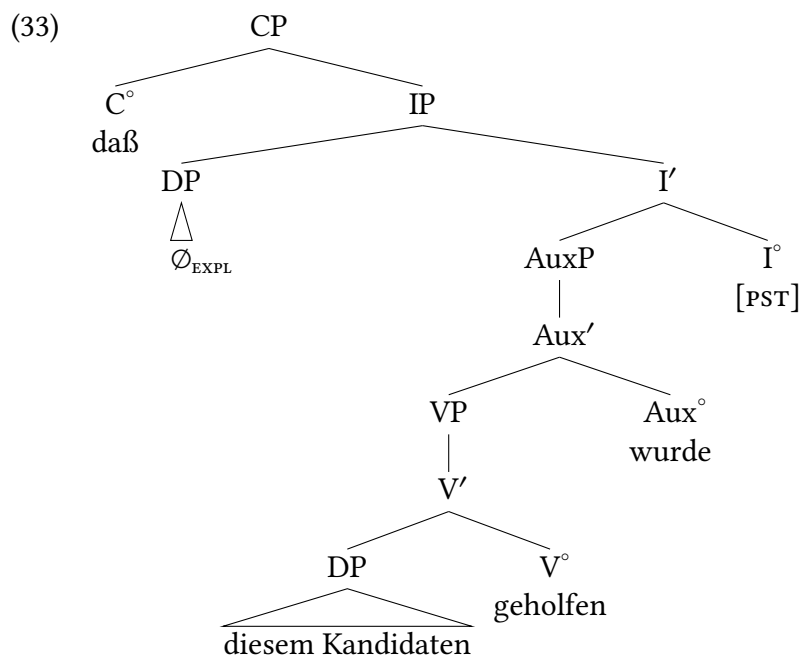 (33) CP
C° IP
daß
DP I′
∅EXPL AuxP I°
[PST]
Aux′
VP Aux°
wurde
V′
DP V°
geholfen
diesem Kandidaten